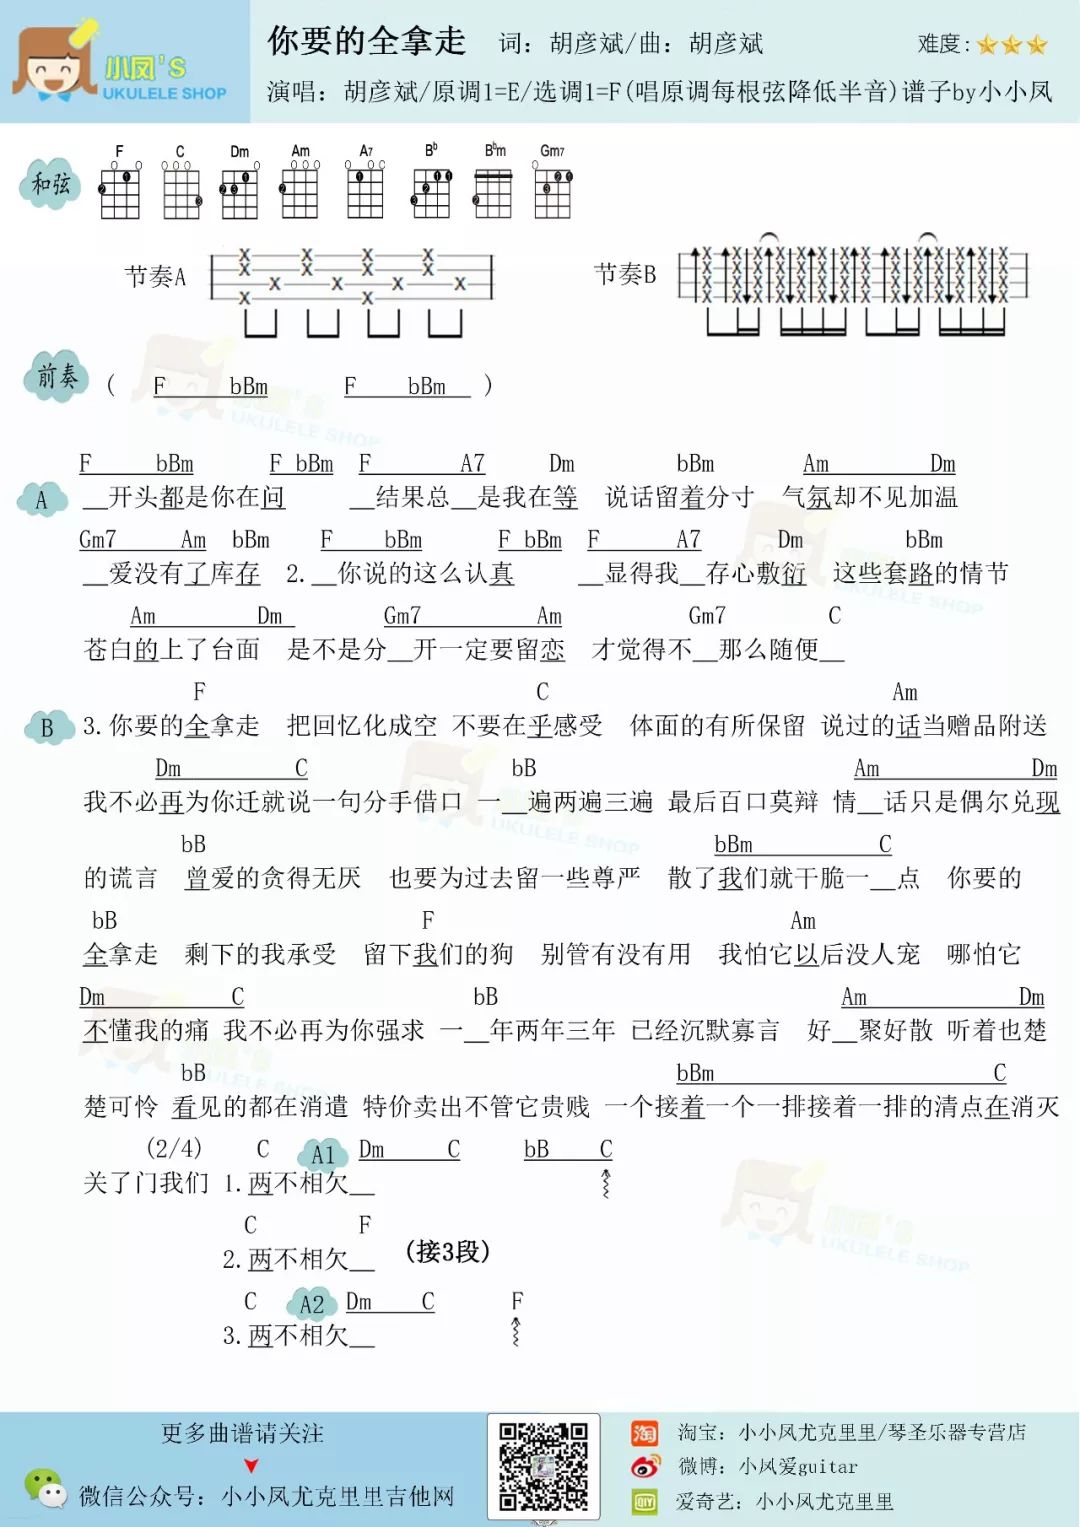 小凤'S
UKULELE SHOP
你要的全拿走 词：胡彦斌/曲：胡彦斌 难度：
演唱：胡彦斌/原调1=E/选调1=F(唱原调每根弦降低半音)谱子by小小凤
和弦 F C Dm Am A7 Bb Bbm Gm7
节奏A 节奏B
前奏 ( F bBm F bBm )
F bBm F bBm F A7 Dm bBm Am Dm
A __开头都是你在问 __结果总__是我在等 说话留着分寸 气氛却不见加温
Gm7 Am bBm F bBm F bBm F A7 Dm bBm
__爱没有了库存 2.__你说的这么认真 __显得我__存心敷衍 这些套路的情节
Am Dm Gm7 Am Gm7 C
苍白的上了台面 是不是分__开一定要留恋 才觉得不__那么随便__
F C Am
B 3.你要的全拿走 把回忆化成空 不要在乎感受 体面的有所保留 说过的话当赠品附送
Dm C bB Am Dm
我不必再为你迁就说一句分手借口 一__遍两遍三遍 最后百口莫辩 情__话只是偶尔兑现
bB bBm C
的谎言 曾爱的贪得无厌 也要为过去留一些尊严 散了我们就干脆一__点 你要的
bB F Am
全拿走 剩下的我承受 留下我们的狗 别管有没有用 我怕它以后没人宠 哪怕它
Dm C bB Am Dm
不懂我的痛 我不必再为你强求 一__年两年三年 已经沉默寡言 好__聚好散 听着也楚
bB bBm C
楚可怜 看见的都在消遣 特价卖出不管它贵贱 一个接着一个一排接着一排的清点在消灭
(2/4) C A1 Dm C bB C
关了门我们 1.两不相欠__
C F
2.两不相欠__ (接3段)
C A2 Dm C F
3.两不相欠__
更多曲谱请关注
微信公众号：小小凤尤克里里吉他网
淘宝：小小凤尤克里里/琴圣乐器专营店
微博：小凤爱guitar
爱奇艺：小小凤尤克里里